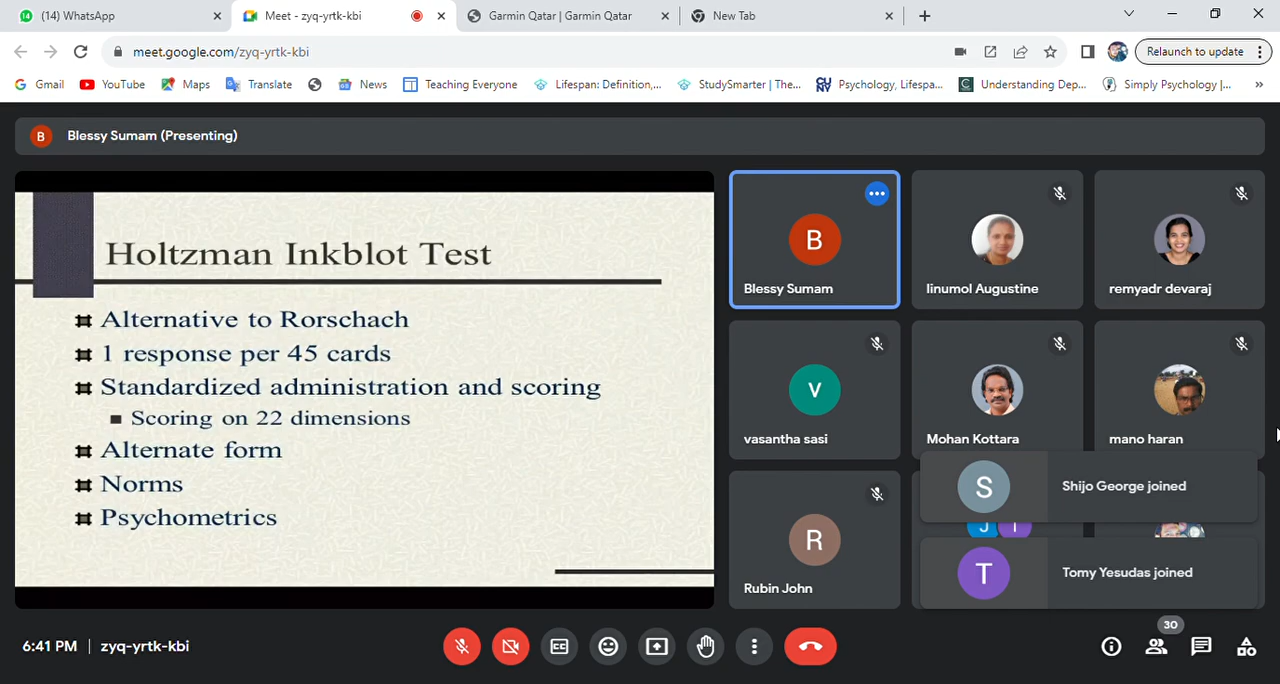 (14) WhatsApp
Meet - zyq-yrtk-kbi
Garmin Qatar | Garmin Qatar
New Tab
meet.google.com/zyq-yrtk-kbi
Relaunch to update
Gmail
YouTube
Maps
Translate
News
Teaching Everyone
Lifespan: Definition,...
StudySmarter | The...
Psychology, Lifespa...
Understanding Dep...
Simply Psychology |...
»
B
Blessy Sumam (Presenting)
Holtzman Inkblot Test
Alternative to Rorschach
1 response per 45 cards
Standardized administration and scoring
Scoring on 22 dimensions
Alternate form
Norms
Psychometrics
B
Blessy Sumam
linumol Augustine
remyadr devaraj
V
vasantha sasi
Mohan Kottara
mano haran
R
Rubin John
S
Shijo George joined
J
T
Tomy Yesudas joined
6:41 PM | zyq-yrtk-kbi
CC
30